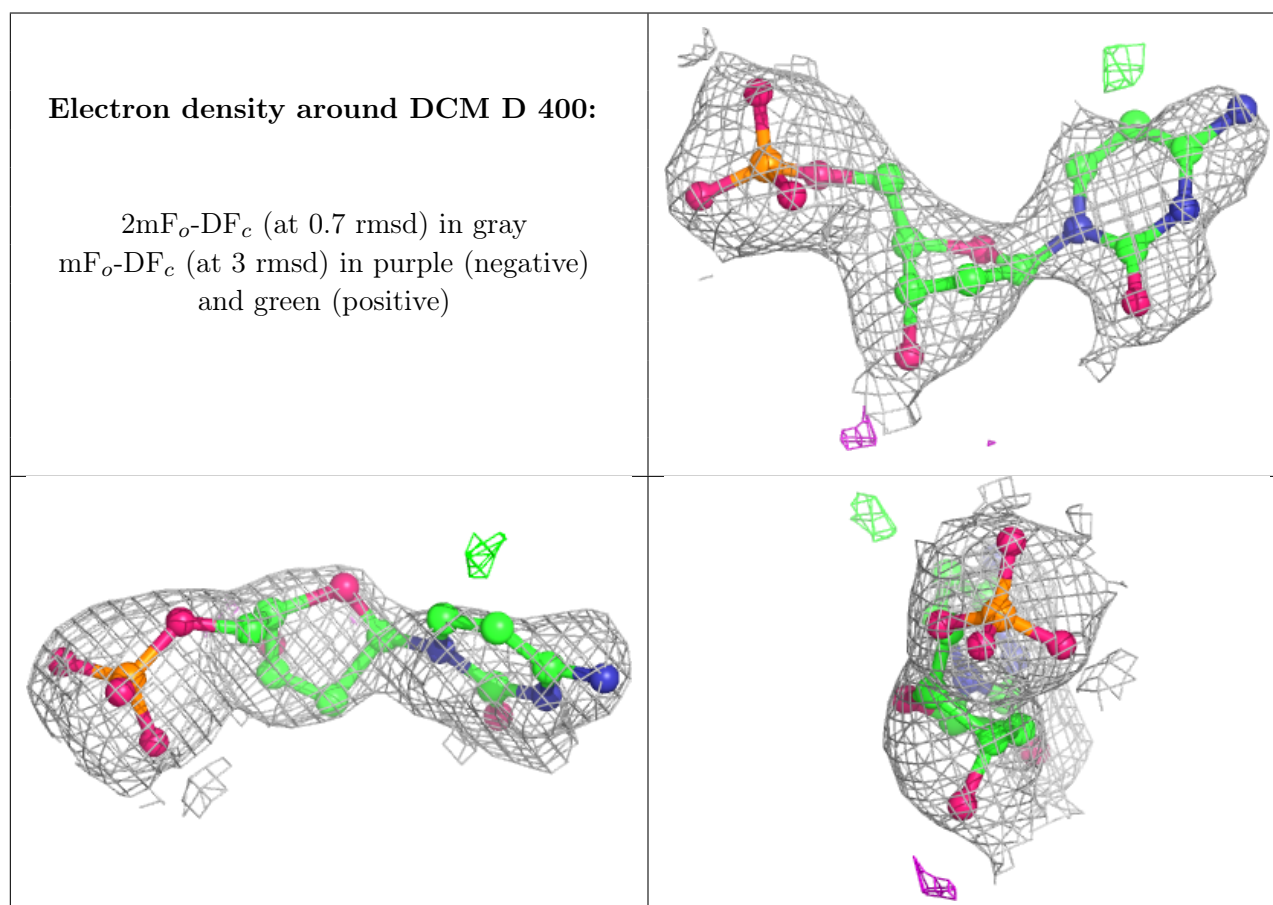 Electron density around DCM D 400:
2mFo-DFc (at 0.7 rmsd) in gray
mFo-DFc (at 3 rmsd) in purple (negative)
and green (positive)